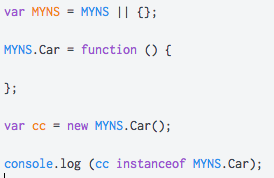 var MYNS = MYNS || {};
MYNS.Car = function () {
};
var cc = new MYNS.Car();
console.log (cc instanceof MYNS.Car);